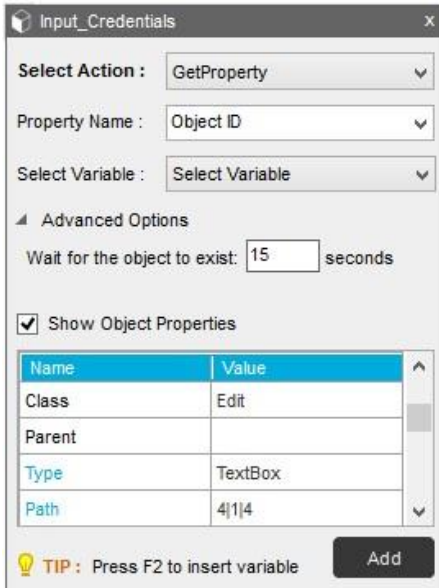 Input_Credentials x
Select Action : GetProperty
Property Name : Object ID
Select Variable : Select Variable
Advanced Options
Wait for the object to exist: 15 seconds
Show Object Properties
Name Value
Class Edit
Parent
Type TextBox
Path 4|1|4
TIP : Press F2 to insert variable Add